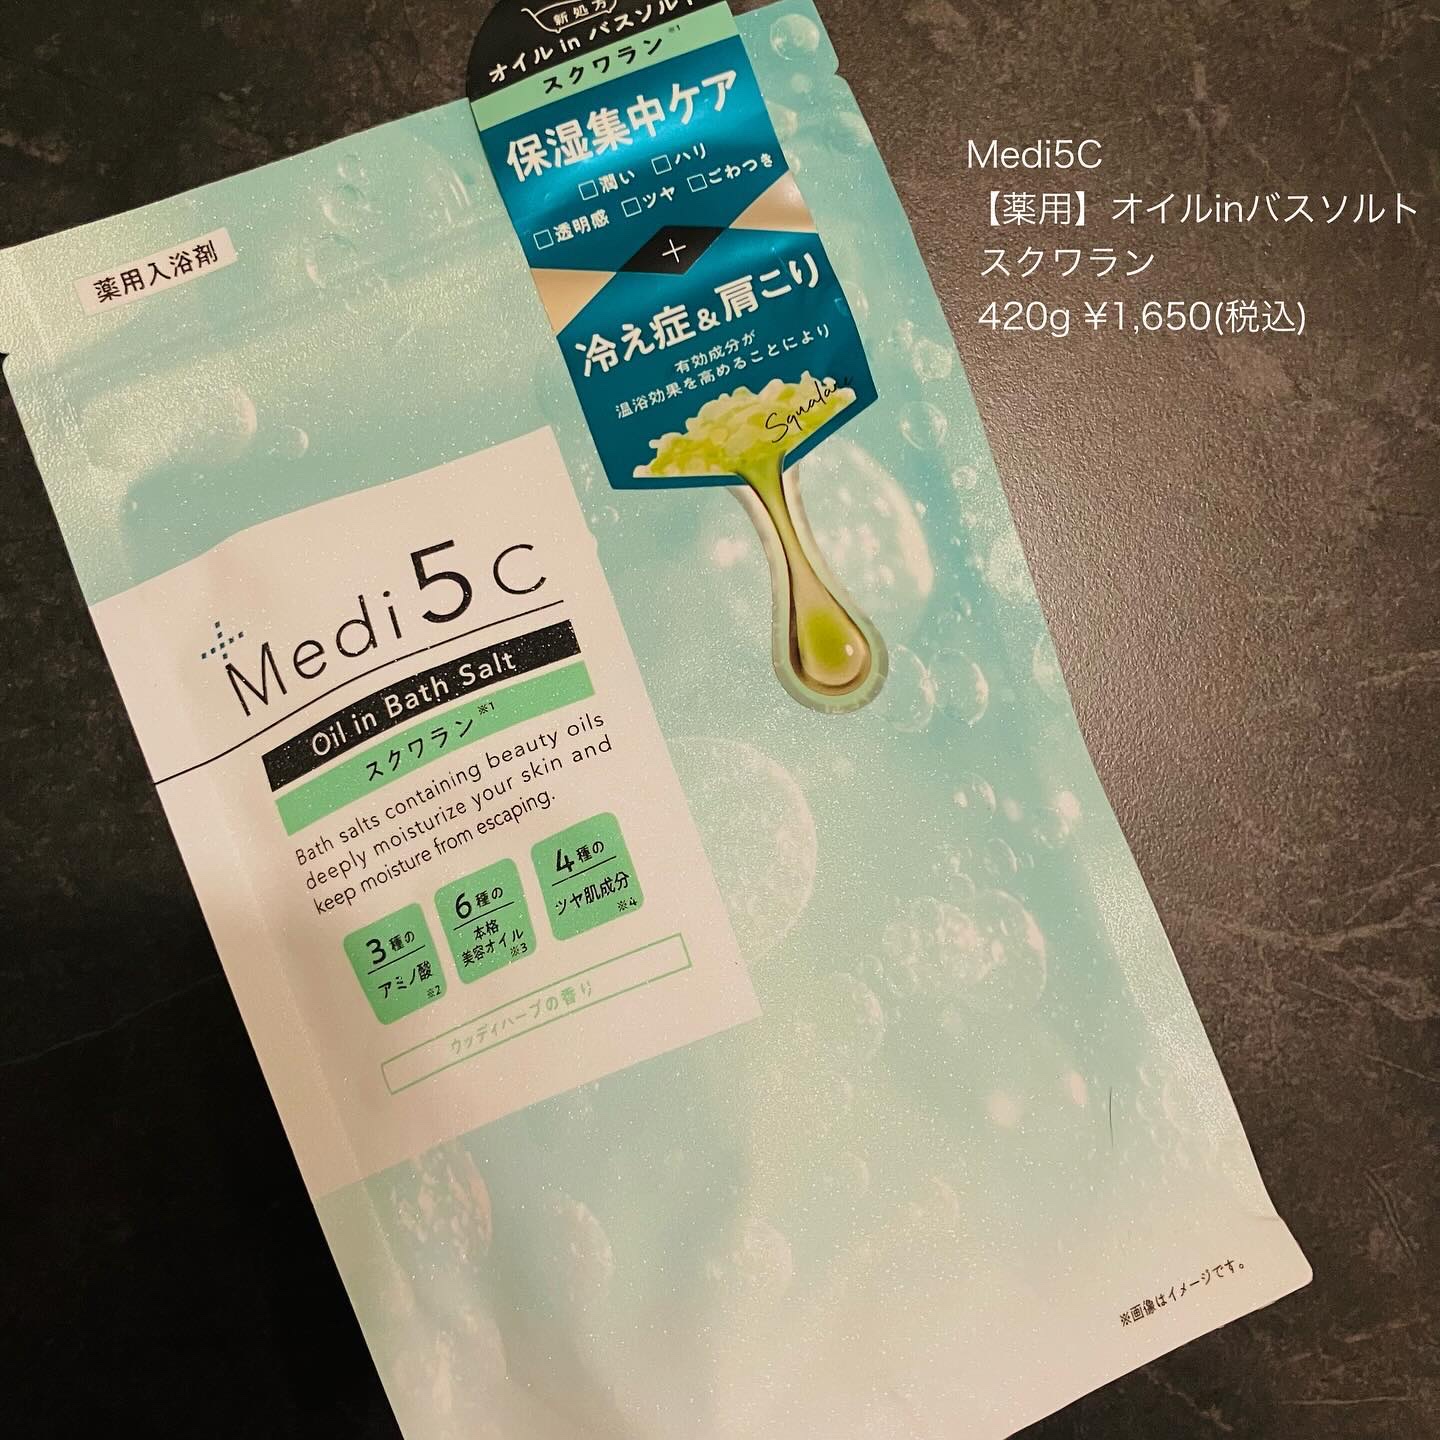 新処方
オイル in バスソルト
スクワラン※1
保湿集中ケア
□潤い □ハリ
□透明感 □ツヤ □ごわつき
+
冷え症&肩こり
有効成分が
温浴効果を高めることにより
Squalane
Medi5C
【薬用】オイルinバスソルト
スクワラン
420g ¥1,650(税込)
薬用入浴剤
Medi5C
Oil in Bath Salt
スクワラン※1
Bath salts containing beauty oils
deeply moisturize your skin and
keep moisture from escaping.
3種の
アミノ酸
※2
6種の
本格
美容オイル
※3
4種の
ツヤ肌成分
※4
ウッディハーブの香り
※画像はイメージです。